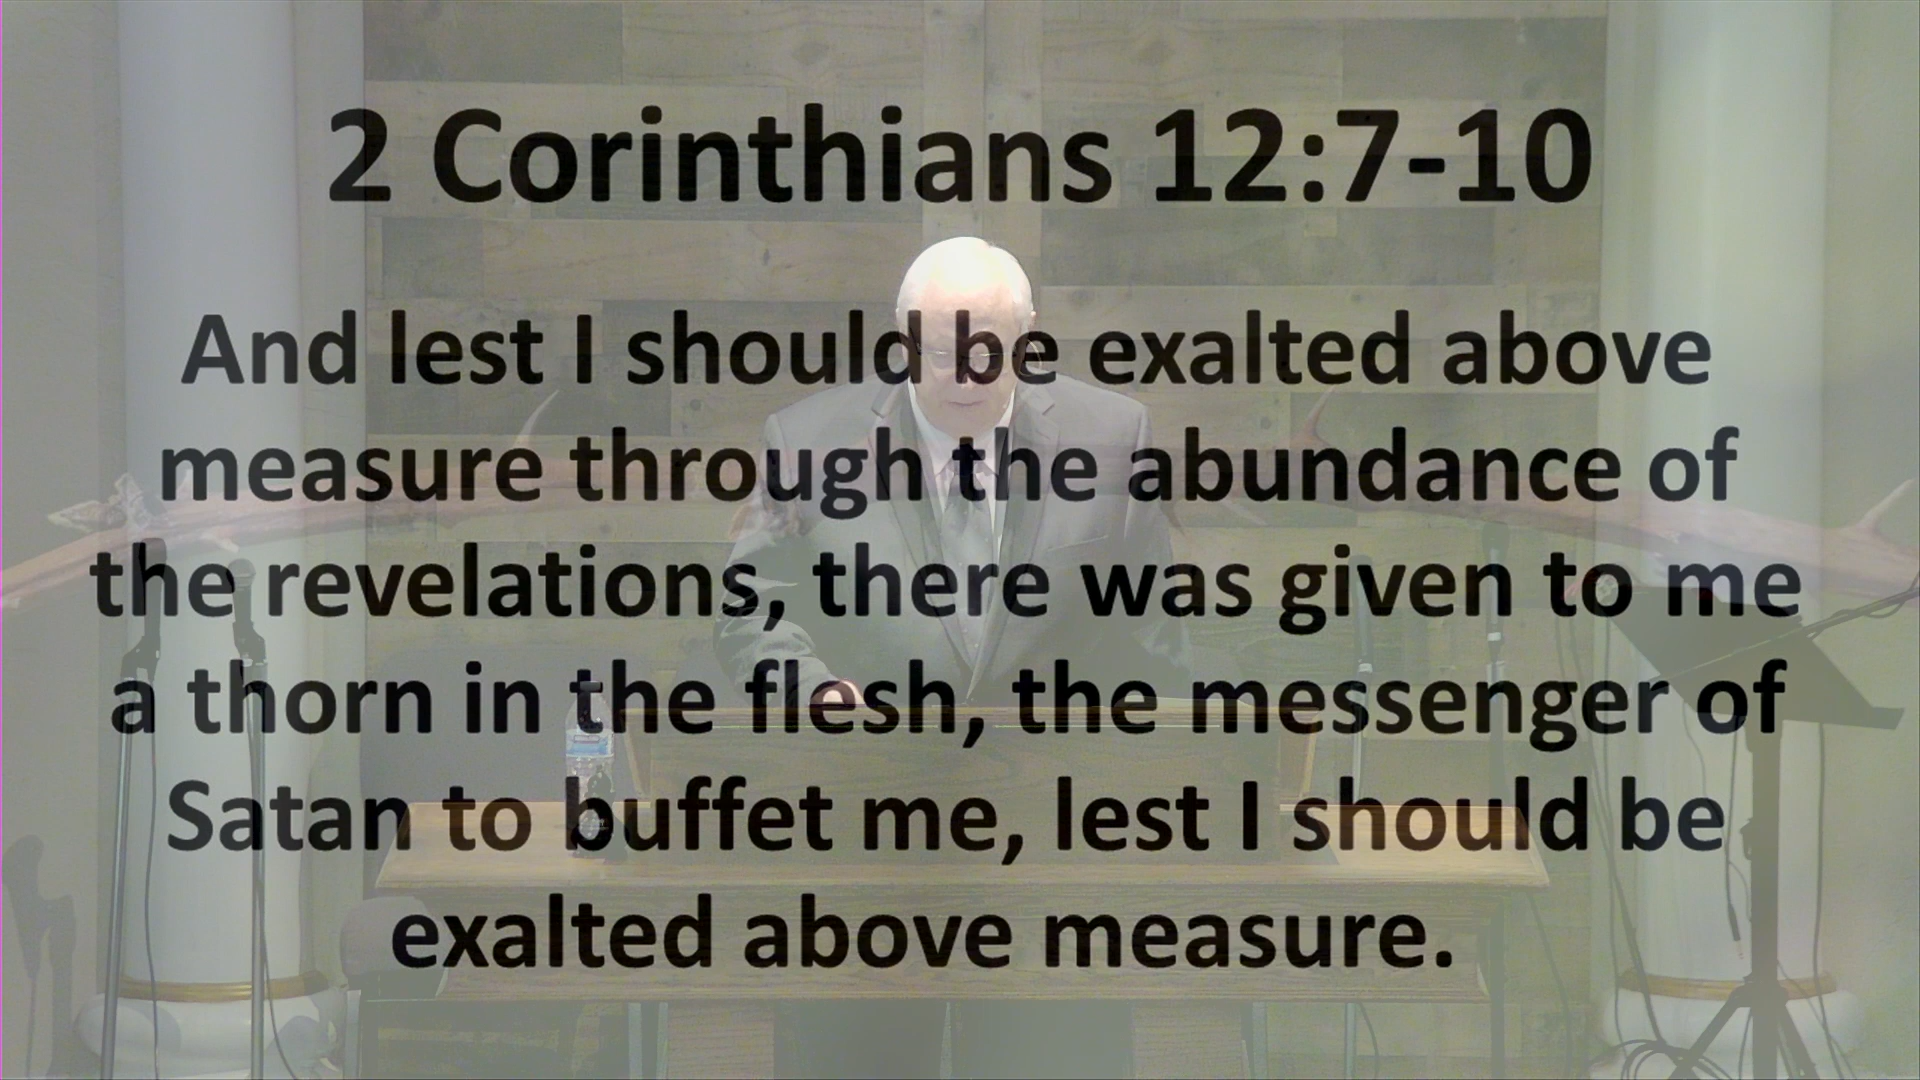 2 Corinthians 12:7-10
And lest I should be exalted above
measure through the abundance of
the revelations, there was given to me
a thorn in the flesh, the messenger of
Satan to buffet me, lest I should be
exalted above measure.